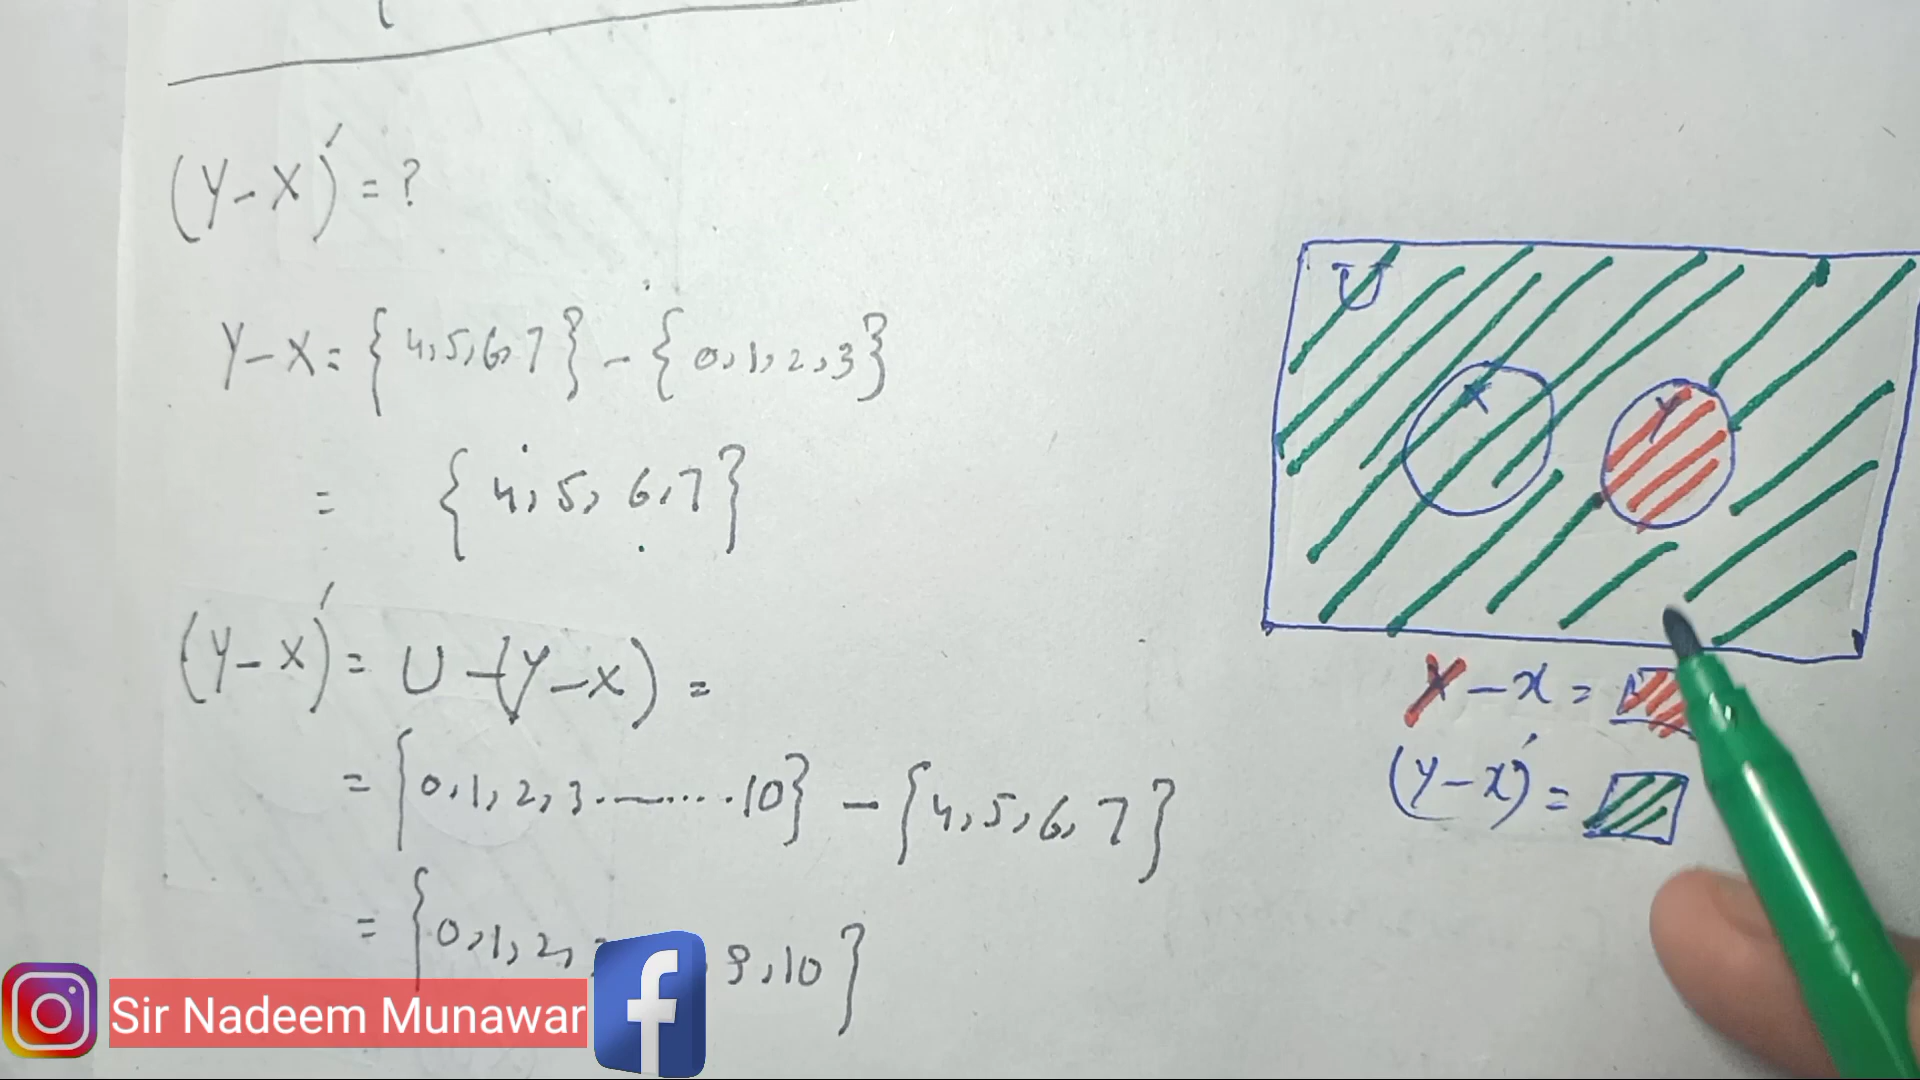 (Y-X)′ = ?
Y-X = {4,5,6,7} - {0,1,2,3}
= {4,5,6,7}
(Y-X)′ = U-(Y-X) =
= {0,1,2,3.........10} - {4,5,6,7}
= {0,1,2, 9,10}
U
X
Y
Y-x =
(Y-X)′ =
Sir Nadeem Munawar
f